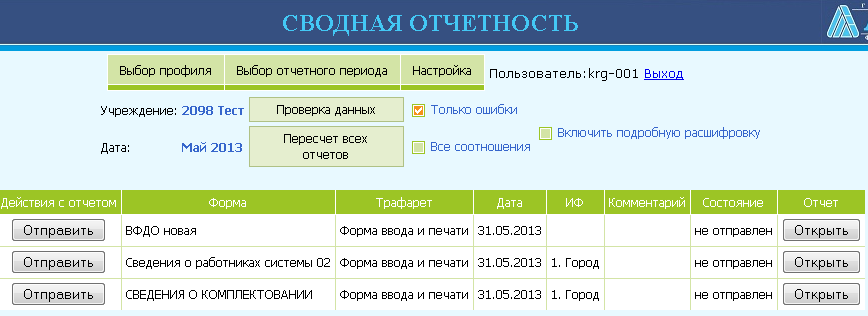 СВОДНАЯ ОТЧЕТНОСТЬ
Выбор профиля Выбор отчетного периода Настройка Пользователь:krg-001 Выход
Учреждение: 2098 Тест Проверка данных Только ошибки
Включить подробную расшифровку
Дата: Май 2013 Пересчет всех отчетов Все соотношения
Действия с отчетом Форма Трафарет Дата ИФ Комментарий Состояние Отчет
Отправить ВФДО новая Форма ввода и печати 31.05.2013 не отправлен Открыть
Отправить Сведения о работниках системы 02 Форма ввода и печати 31.05.2013 1. Город не отправлен Открыть
Отправить СВЕДЕНИЯ О КОМПЛЕКТОВАНИИ Форма ввода и печати 31.05.2013 1. Город не отправлен Открыть